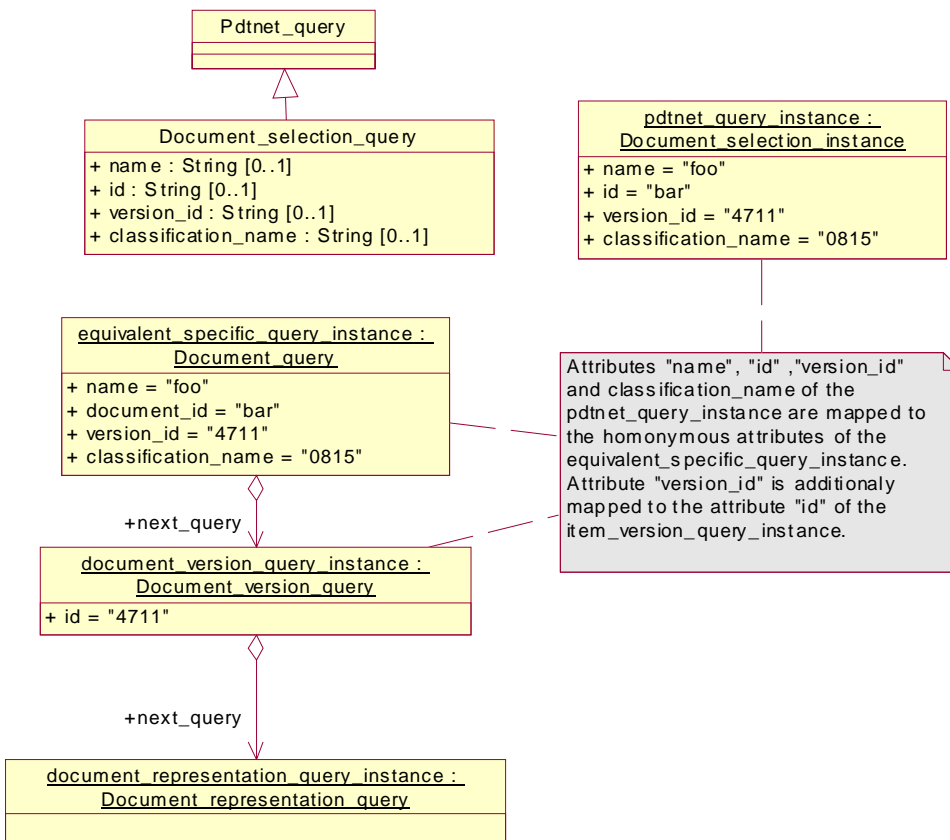 Pdtnet_query
Document_selection_query
+ name : String [0..1]
+ id : String [0..1]
+ version_id : String [0..1]
+ classification_name : String [0..1]
pdtnet_query_instance :
Document_selection_instance
+ name = "foo"
+ id = "bar"
+ version_id = "4711"
+ classification_name = "0815"
equivalent_specific_query_instance :
Document_query
+ name = "foo"
+ document_id = "bar"
+ version_id = "4711"
+ classification_name = "0815"
Attributes "name", "id" ,"version_id"
and classification_name of the
pdtnet_query_instance are mapped to
the homonymous attributes of the
equivalent_specific_query_instance.
Attribute "version_id" is additionaly
mapped to the attribute "id" of the
item_version_query_instance.
+next_query
document_version_query_instance :
Document_version_query
+ id = "4711"
+next_query
document_representation_query_instance :
Document_representation_query